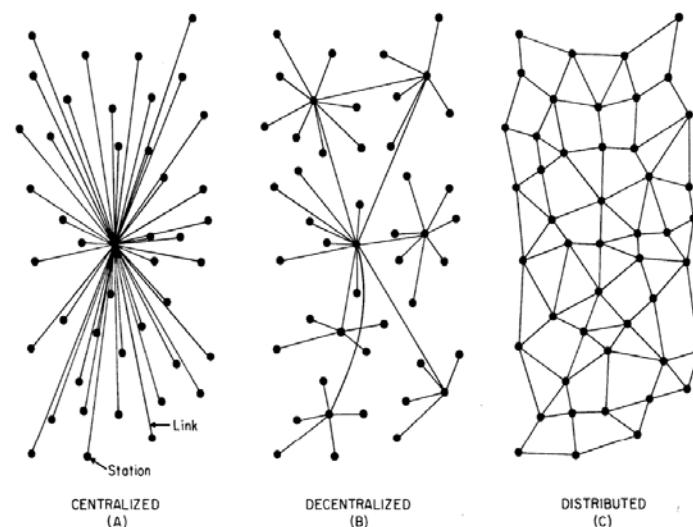 Link
Station
CENTRALIZED
(A)
DECENTRALIZED
(B)
DISTRIBUTED
(C)